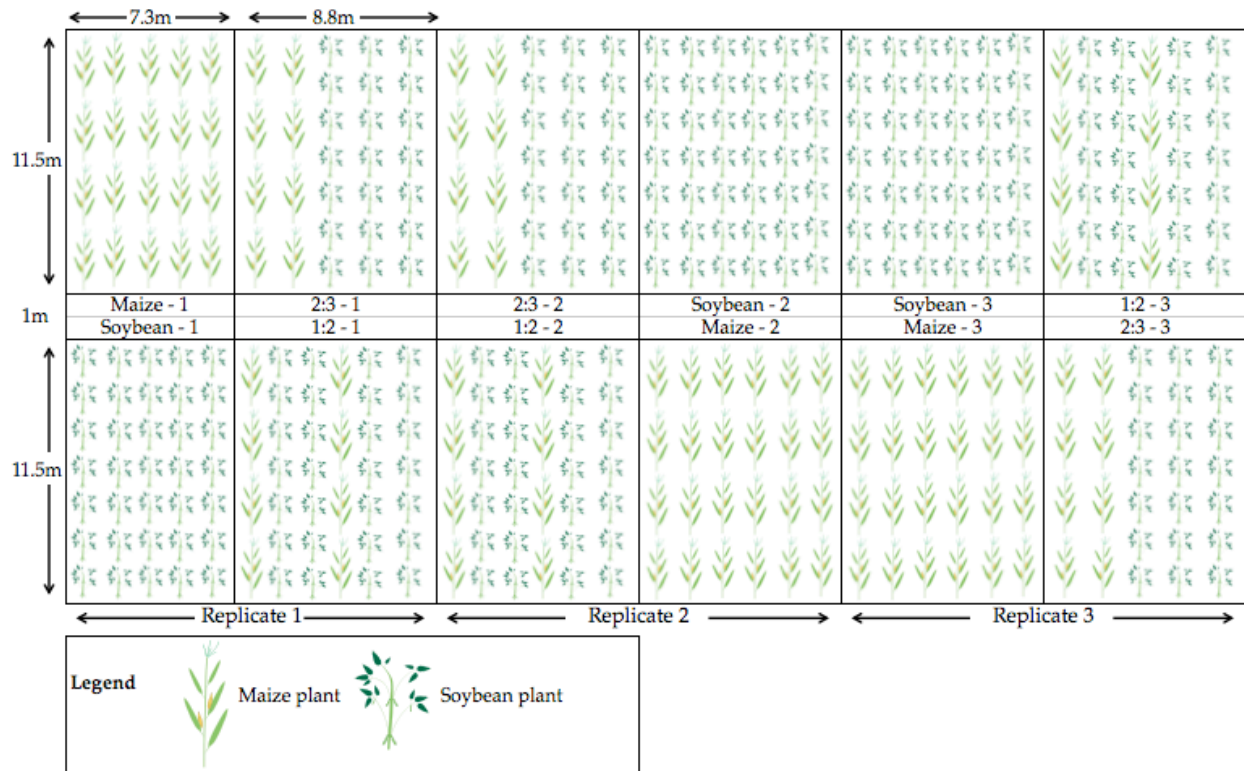 7.3m 8.8m
11.5m
Maize - 1 2:3 - 1 2:3 - 2 Soybean - 2 Soybean - 3 1:2 - 3
1m
Soybean - 1 1:2 - 1 1:2 - 2 Maize - 2 Maize - 3 2:3 - 3
11.5m
Replicate 1 Replicate 2 Replicate 3
Legend Maize plant Soybean plant